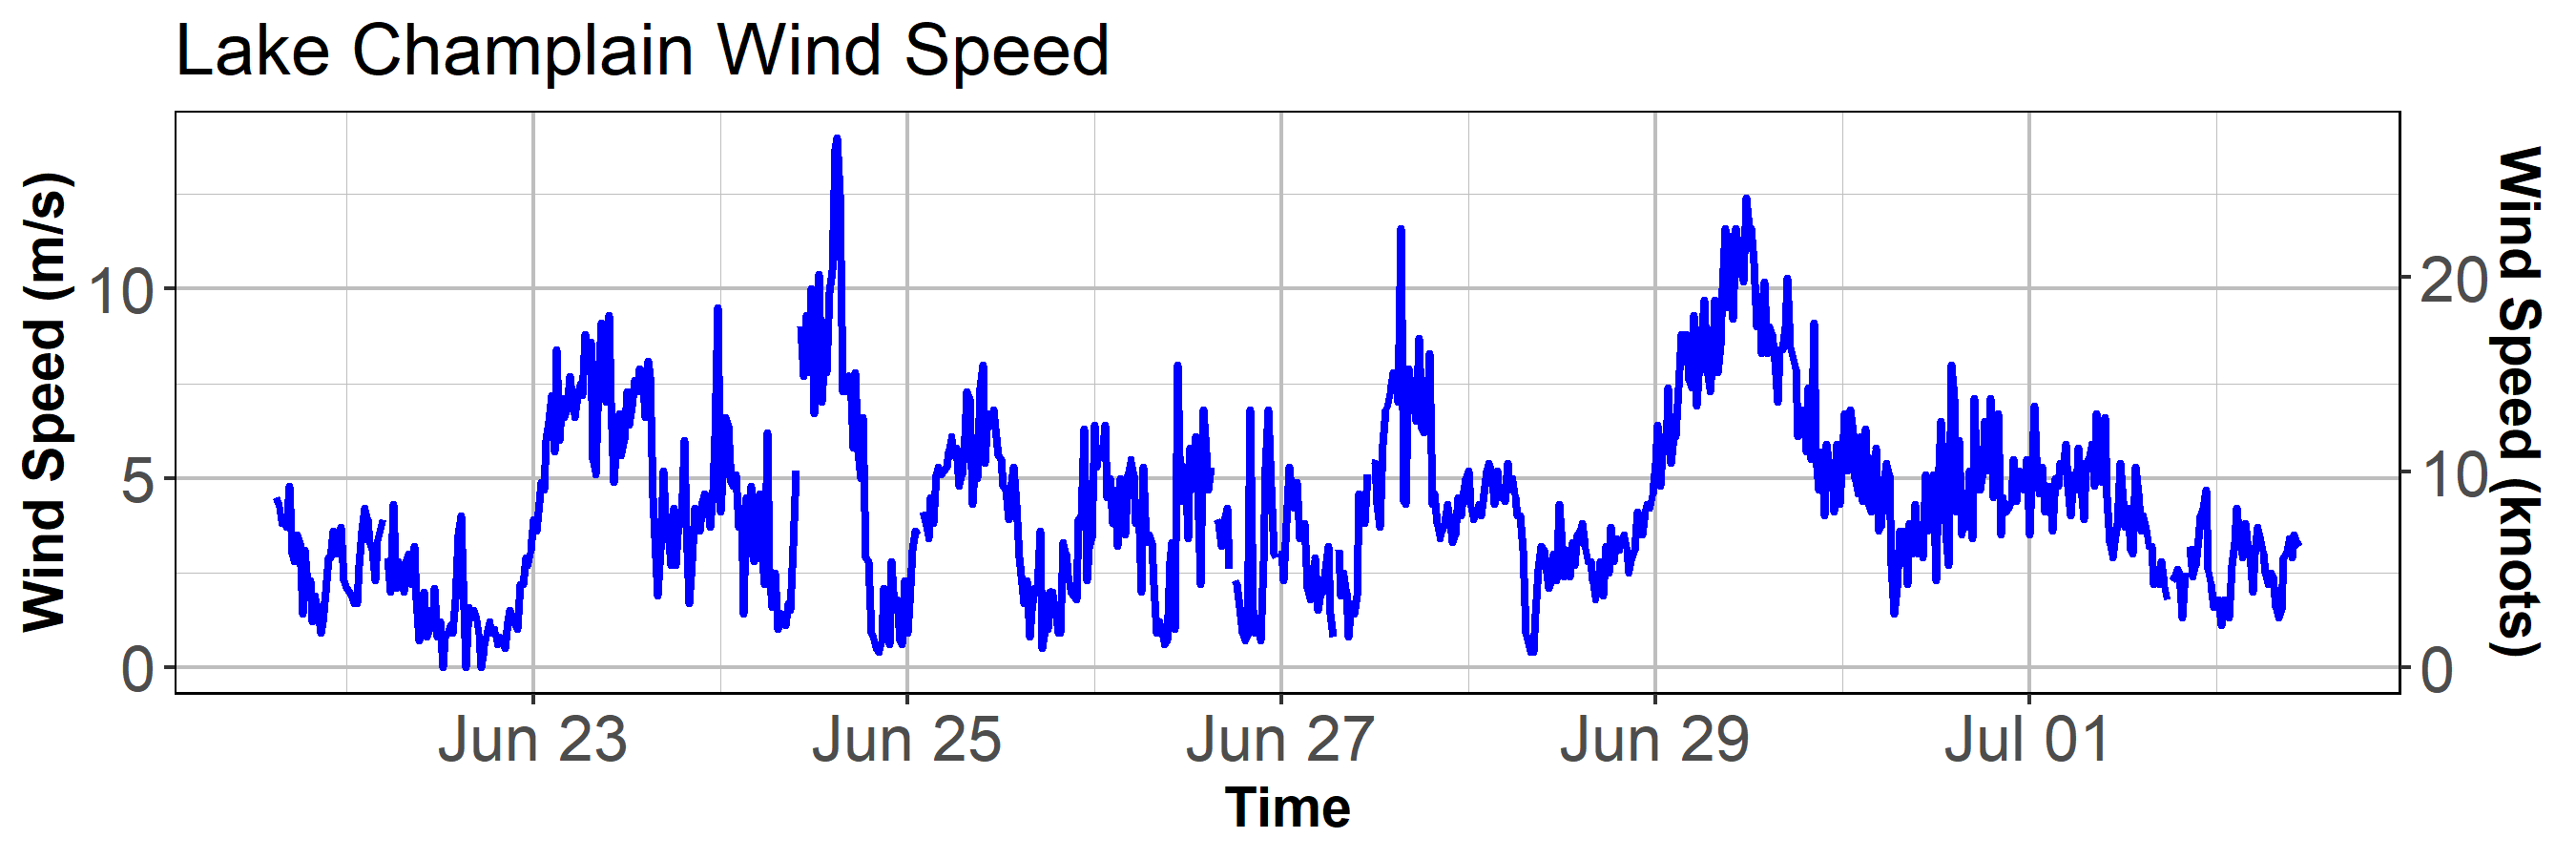 Lake Champlain Wind Speed
Wind Speed (m/s)
10
5
0
20
10
0
Wind Speed (knots)
Jun 23
Jun 25
Jun 27
Jun 29
Jul 01
Time